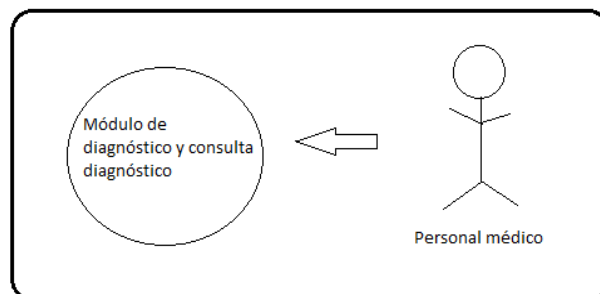 Módulo de
diagnóstico y consulta
diagnóstico
Personal médico